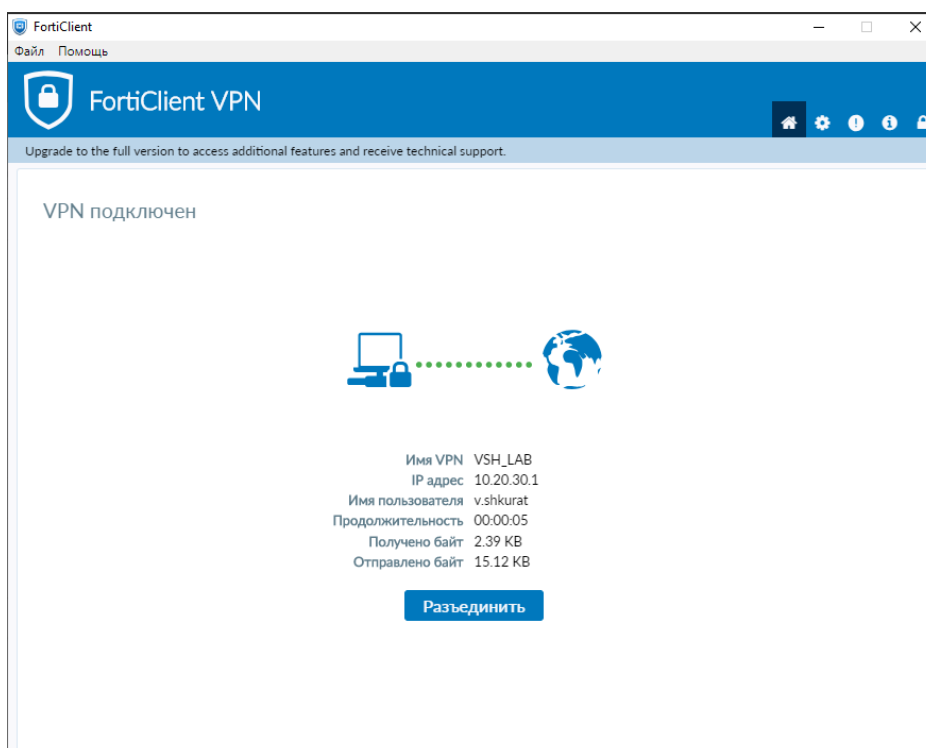 FortiClient
Файл Помощь
FortiClient VPN
Upgrade to the full version to access additional features and receive technical support.
VPN подключен
Имя VPN VSH_LAB
IP адрес 10.20.30.1
Имя пользователя v.shkurat
Продолжительность 00:00:05
Получено байт 2.39 KB
Отправлено байт 15.12 KB
Разъединить